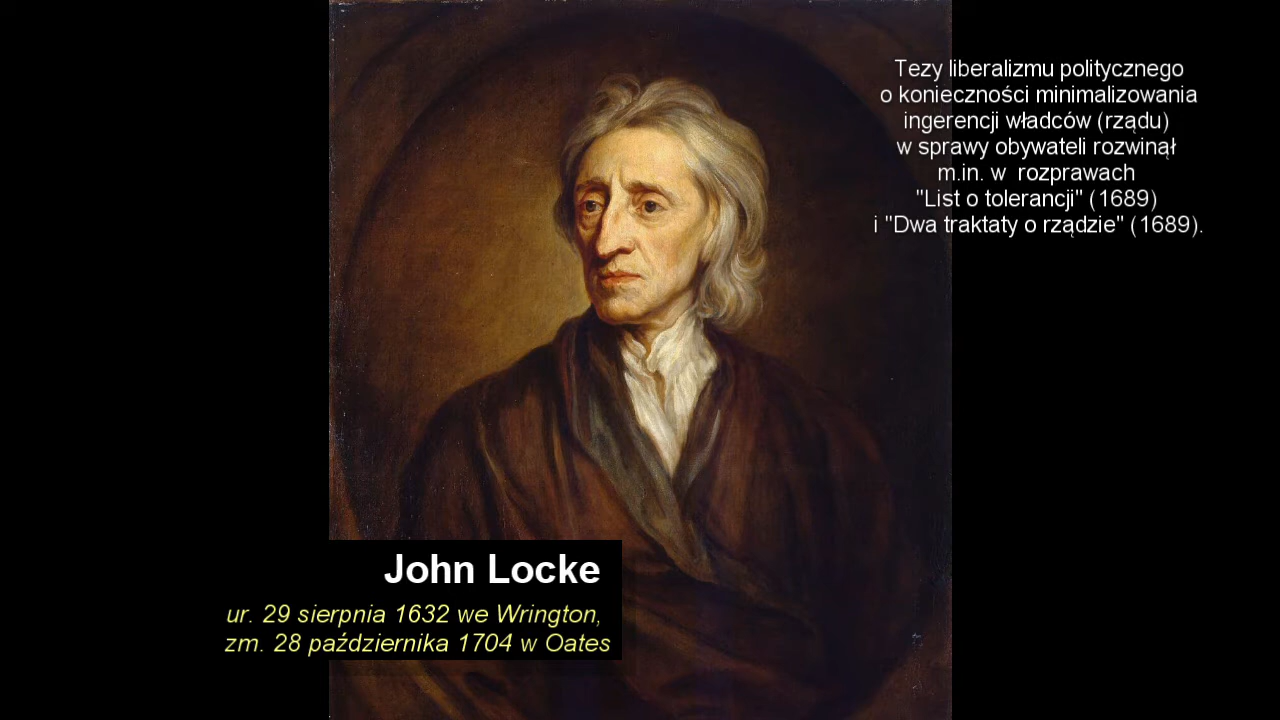 Tezy liberalizmu politycznego
o konieczności minimalizowania
ingerencji władców (rządu)
w sprawy obywateli rozwinął
m.in. w rozprawach
"List o tolerancji" (1689)
i "Dwa traktaty o rządzie" (1689).
John Locke
ur. 29 sierpnia 1632 we Wrington,
zm. 28 października 1704 w Oates